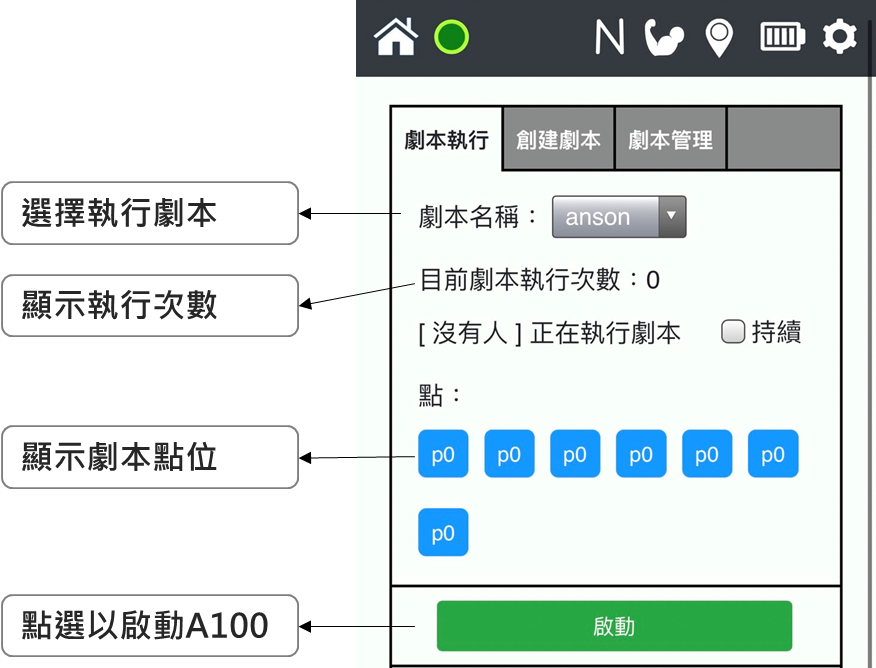 N
劇本執行
創建劇本
劇本管理
選擇執行劇本
劇本名稱：
anson
顯示執行次數
目前劇本執行次數：0
[ 沒有人 ] 正在執行劇本
持續
點：
顯示劇本點位
p0 p0 p0 p0 p0 p0
p0
點選以啟動A100
啟動